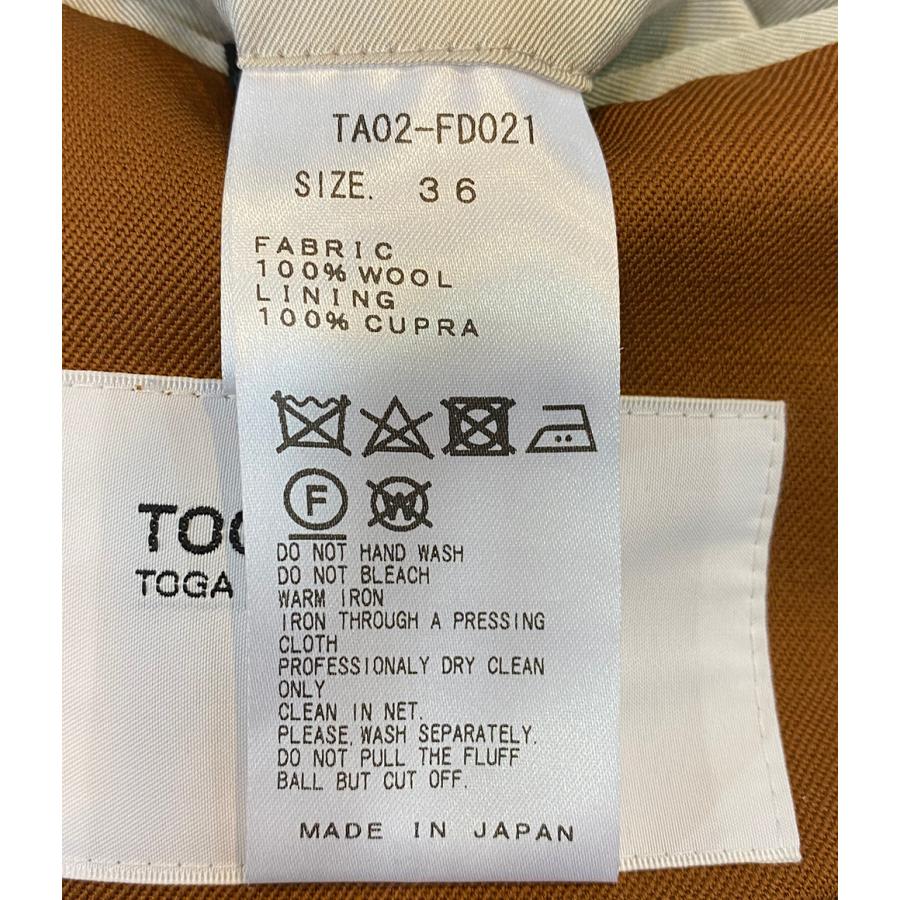 TA02-FD021
SIZE. 36
FABRIC
100% WOOL
LINING
100% CUPRA
F W
TOGA
DO NOT HAND WASH
DO NOT BLEACH
WARM IRON
IRON THROUGH A PRESSING
CLOTH
PROFESSIONALY DRY CLEAN
ONLY
CLEAN IN NET.
PLEASE, WASH SEPARATELY.
DO NOT PULL THE FLUFF
BALL BUT CUT OFF.
MADE IN JAPAN